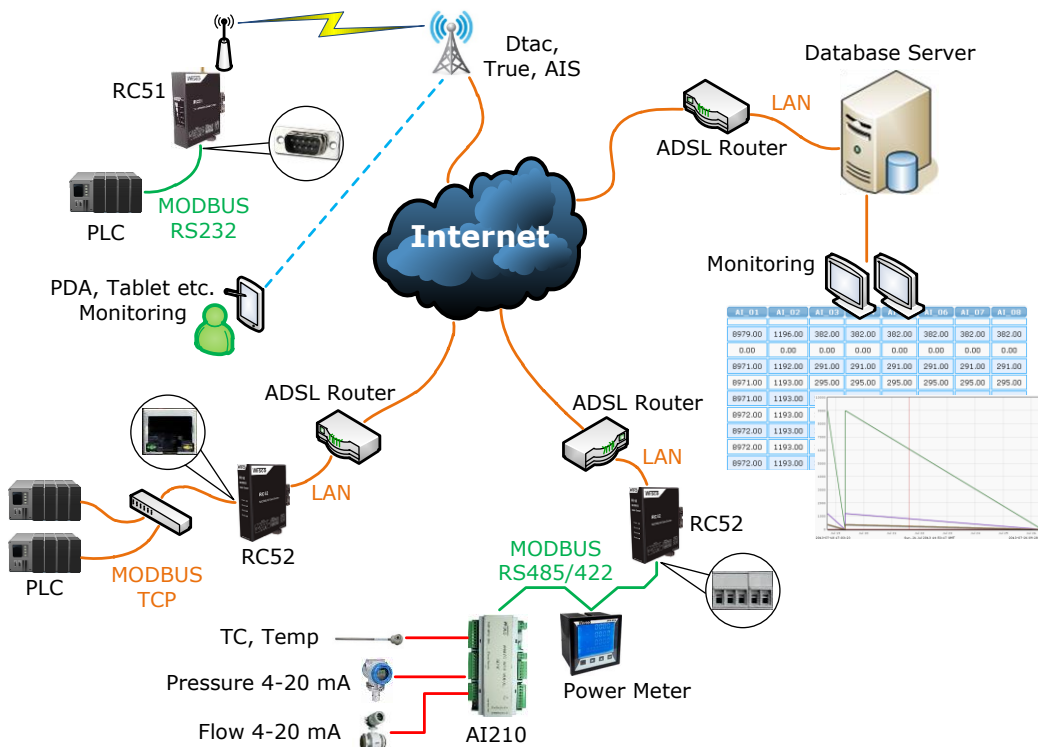 Dtac,
True, AIS
RC51
Database Server
LAN
ADSL Router
MODBUS
RS232
PLC
Internet
PDA, Tablet etc.
Monitoring
Monitoring
AI_01 AI_02 AI_03 AI_06 AI_07 AI_08
8979.00 1196.00 382.00 382.00 382.00 382.00 382.00 382.00
0.00 0.00 0.00 0.00 0.00 0.00 0.00 0.00
8971.00 1192.00 291.00 291.00 291.00 291.00 291.00 291.00
8971.00 1193.00 295.00 295.00 295.00 295.00 295.00 295.00
8971.00 1193.00
8972.00 1193.00
8972.00 1193.00
8972.00 1193.00
8972.00 1193.00
ADSL Router
ADSL Router
LAN
LAN
RC52
RC52
PLC
MODBUS
TCP
MODBUS
RS485/422
TC, Temp
Pressure 4-20 mA
Flow 4-20 mA
AI210
Power Meter